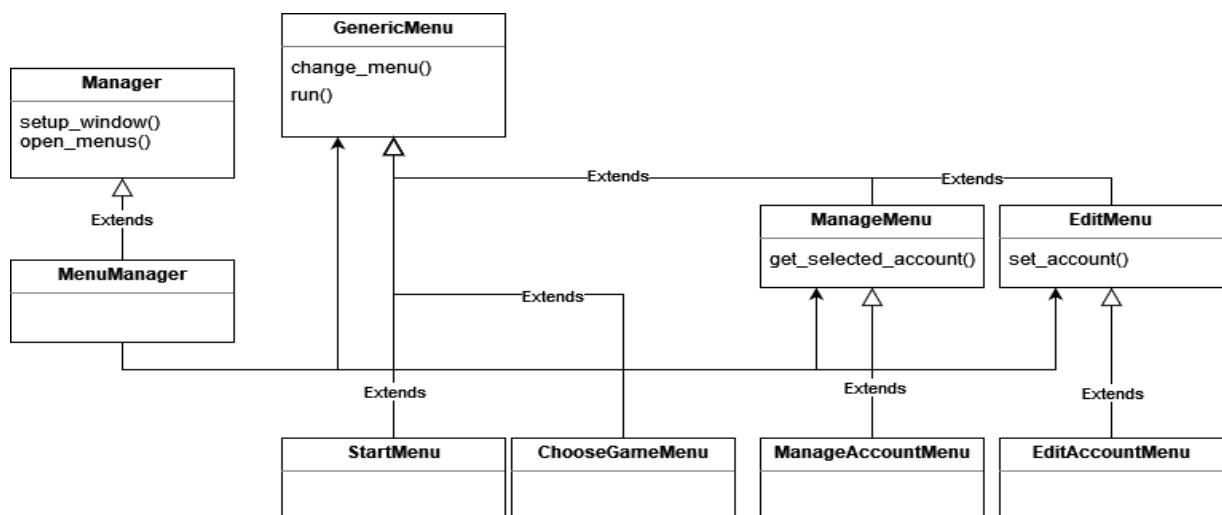 GenericMenu
change_menu()
run()
Manager
setup_window()
open_menus()
Extends
Extends
Extends
ManageMenu
get_selected_account()
EditMenu
set_account()
MenuManager
Extends
Extends
Extends
Extends
StartMenu
ChooseGameMenu
ManageAccountMenu
EditAccountMenu